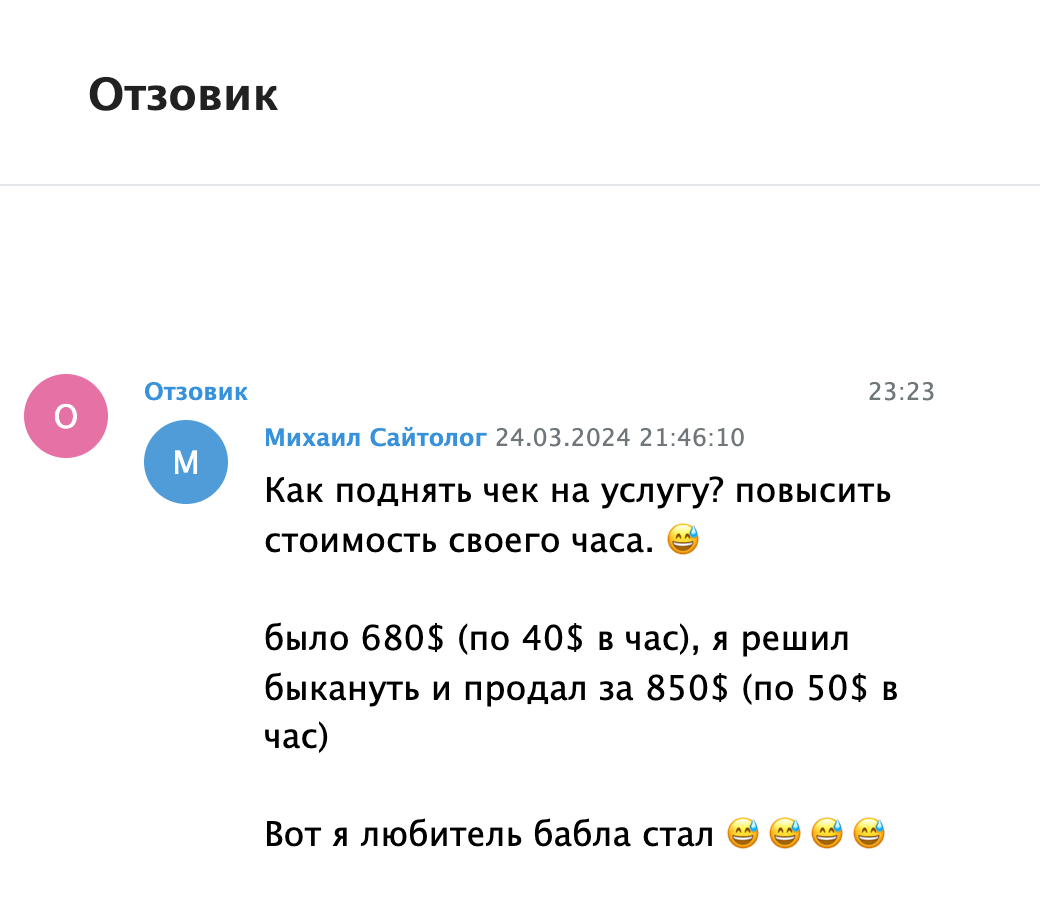 Отзовик
О
Отзовик 23:23
М
Михаил Сайтолог 24.03.2024 21:46:10
Как поднять чек на услугу? повысить
стоимость своего часа. 😅
было 680$ (по 40$ в час), я решил
быкануть и продал за 850$ (по 50$ в
час)
Вот я любитель бабла стал 😅😅😅😅